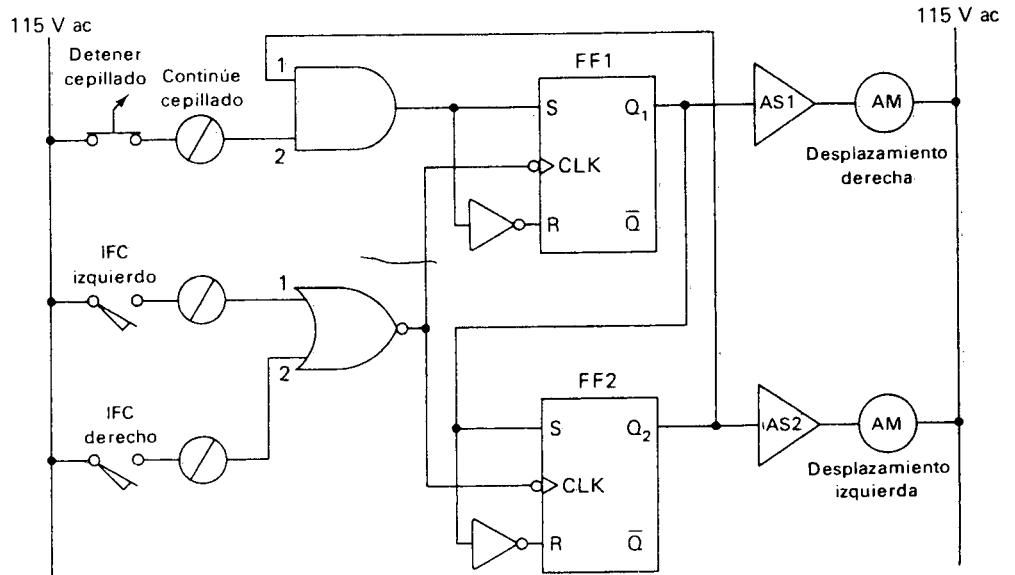 115 V ac
115 V ac
Detener
cepillado
Continúe
cepillado
1
2
FF1
S
Q1
CLK
R
Q̅
AS1
AM
Desplazamiento
derecha
IFC
izquierdo
1
2
IFC
derecho
FF2
S
Q2
CLK
R
Q̅
AS2
AM
Desplazamiento
izquierda